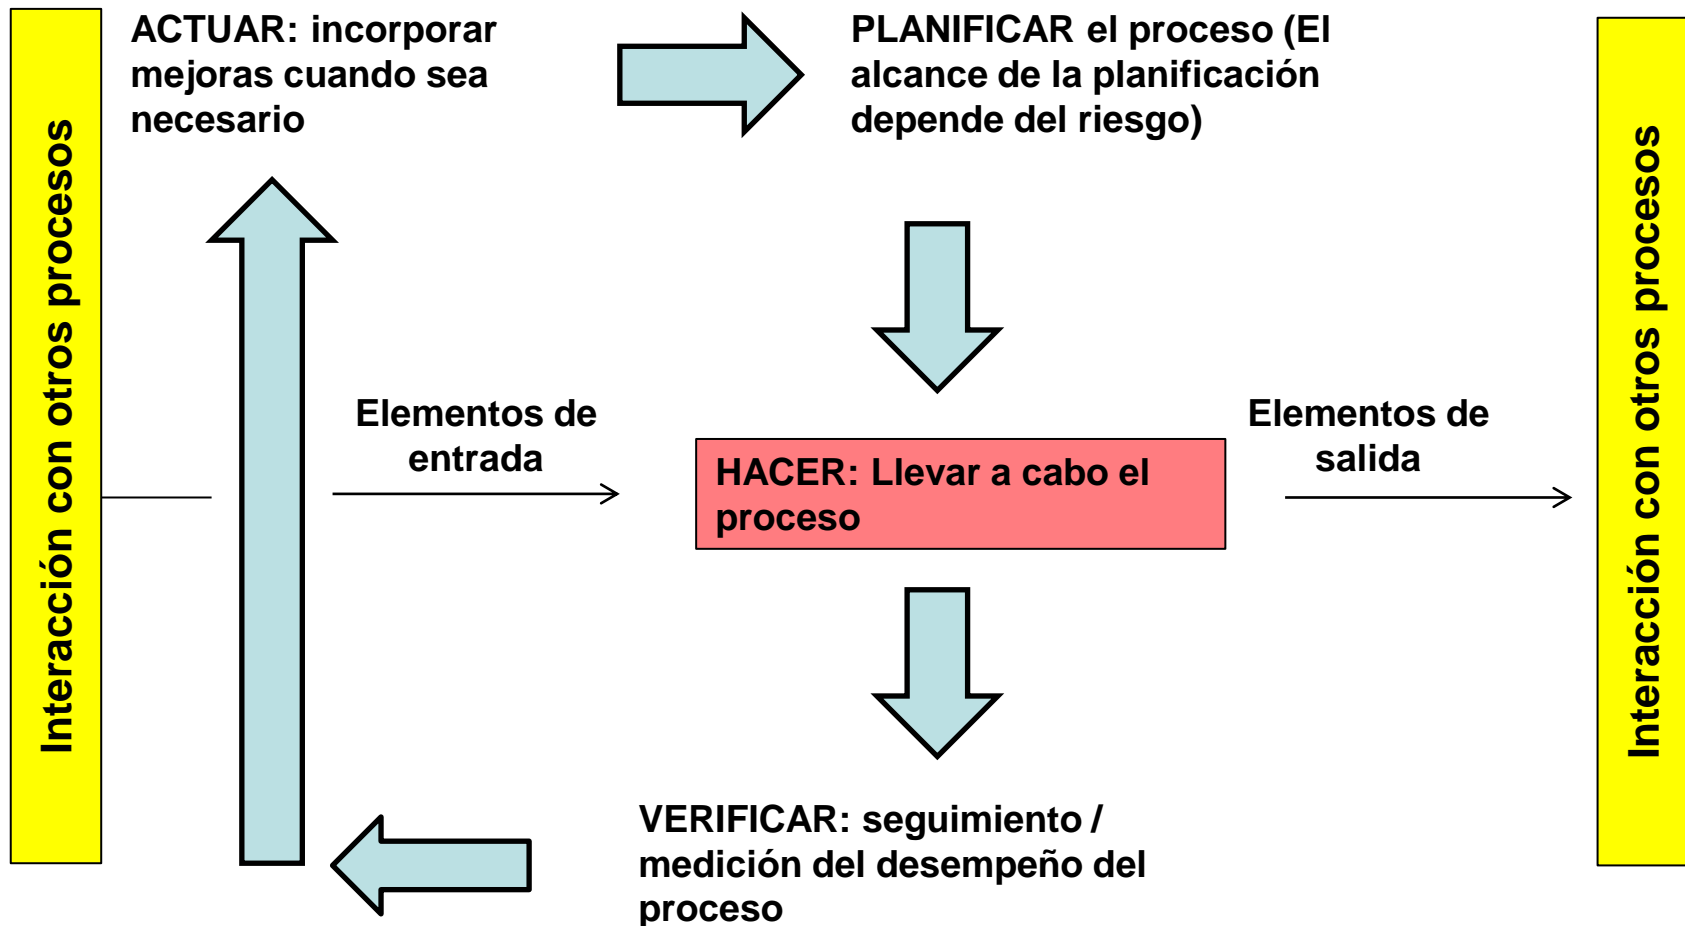 Interacción con otros procesos
ACTUAR: incorporar
mejoras cuando sea
necesario
PLANIFICAR el proceso (El
alcance de la planificación
depende del riesgo)
Elementos de
entrada
HACER: Llevar a cabo el
proceso
Elementos de
salida
VERIFICAR: seguimiento /
medición del desempeño del
proceso
Interacción con otros procesos